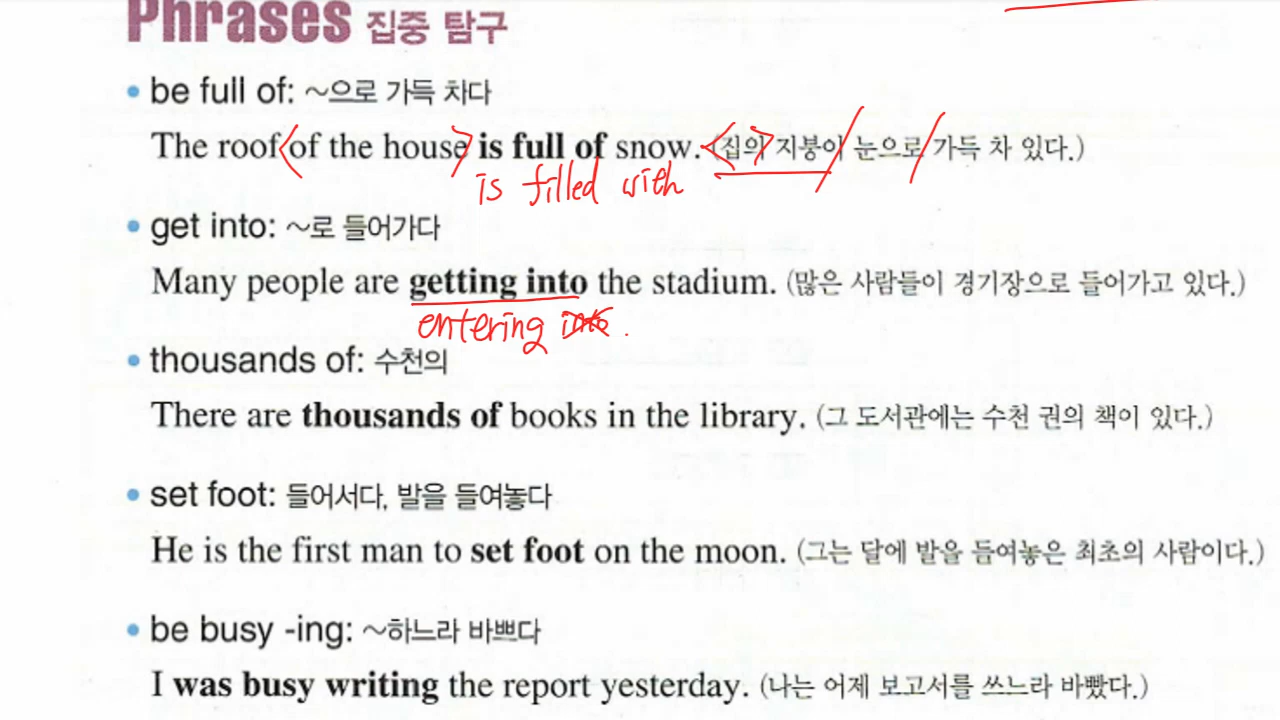 Phrases 집중 탐구
• be full of: ~으로 가득 차다
The roof <of the house> is full of snow. (<집의> 지붕이 / 눈으로 / 가득 차 있다.)
is filled with
• get into: ~로 들어가다
Many people are getting into the stadium. (많은 사람들이 경기장으로 들어가고 있다.)
entering into.
• thousands of: 수천의
There are thousands of books in the library. (그 도서관에는 수천 권의 책이 있다.)
• set foot: 들어서다, 발을 들여놓다
He is the first man to set foot on the moon. (그는 달에 발을 듣여놓은 최초의 사람이다.)
• be busy -ing: ~하느라 바쁘다
I was busy writing the report yesterday. (나는 어제 보고서를 쓰느라 바빴다.)